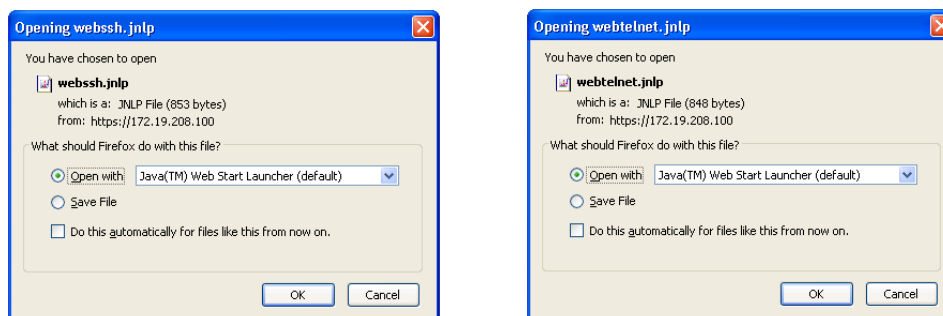 Opening webssh.jnlp
You have chosen to open
webssh.jnlp
which is a: JNLP File (853 bytes)
from: https://172.19.208.100
What should Firefox do with this file?
Open with Java(TM) Web Start Launcher (default)
Save File
Do this automatically for files like this from now on.
OK Cancel
Opening webtelnet.jnlp
You have chosen to open
webtelnet.jnlp
which is a: JNLP File (848 bytes)
from: https://172.19.208.100
What should Firefox do with this file?
Open with Java(TM) Web Start Launcher (default)
Save File
Do this automatically for files like this from now on.
OK Cancel